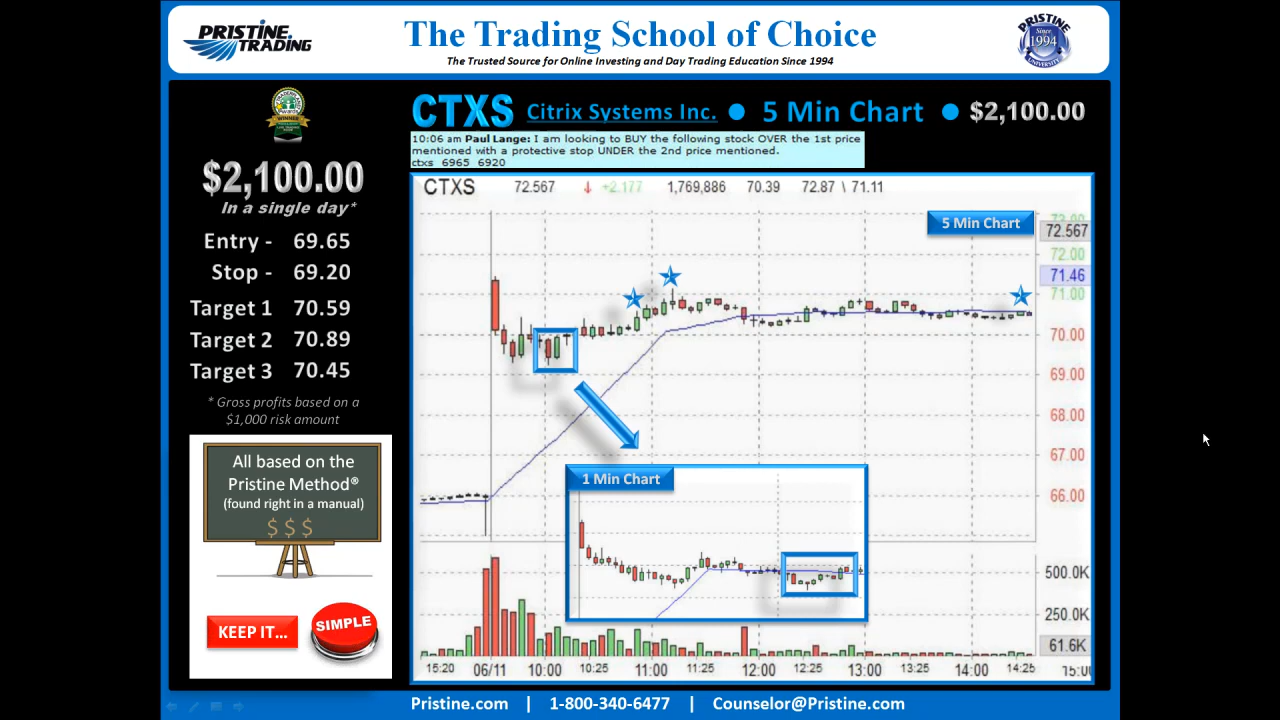 PRISTINE
TRADING
The Trading School of Choice
The Trusted Source for Online Investing and Day Trading Education Since 1994
PRISTINE
Since
1994
UNIVERSITY
WINNER
$2,100.00
In a single day*
Entry - 69.65
Stop - 69.20
Target 1 70.59
Target 2 70.89
Target 3 70.45
* Gross profits based on a
$1,000 risk amount
All based on the
Pristine Method®
(found right in a manual)
$ $ $
KEEP IT...
SIMPLE
CTXS Citrix Systems Inc. ● 5 Min Chart ● $2,100.00
10:06 am Paul Lange: I am looking to BUY the following stock OVER the 1st price
mentioned with a protective stop UNDER the 2nd price mentioned.
ctxs 6965 6920
CTXS 72.567 ↓ +2.177 1,769,886 70.39 72.87 \ 71.11
5 Min Chart
73.00
72.567
72.00
71.46
71.00
70.00
69.00
68.00
67.00
66.00
1 Min Chart
500.0K
250.0K
61.6K
15:20 06/11 10:00 10:25 11:00 11:25 12:00 12:25 13:00 13:25 14:00 14:25 15:00
Pristine.com | 1-800-340-6477 | Counselor@Pristine.com